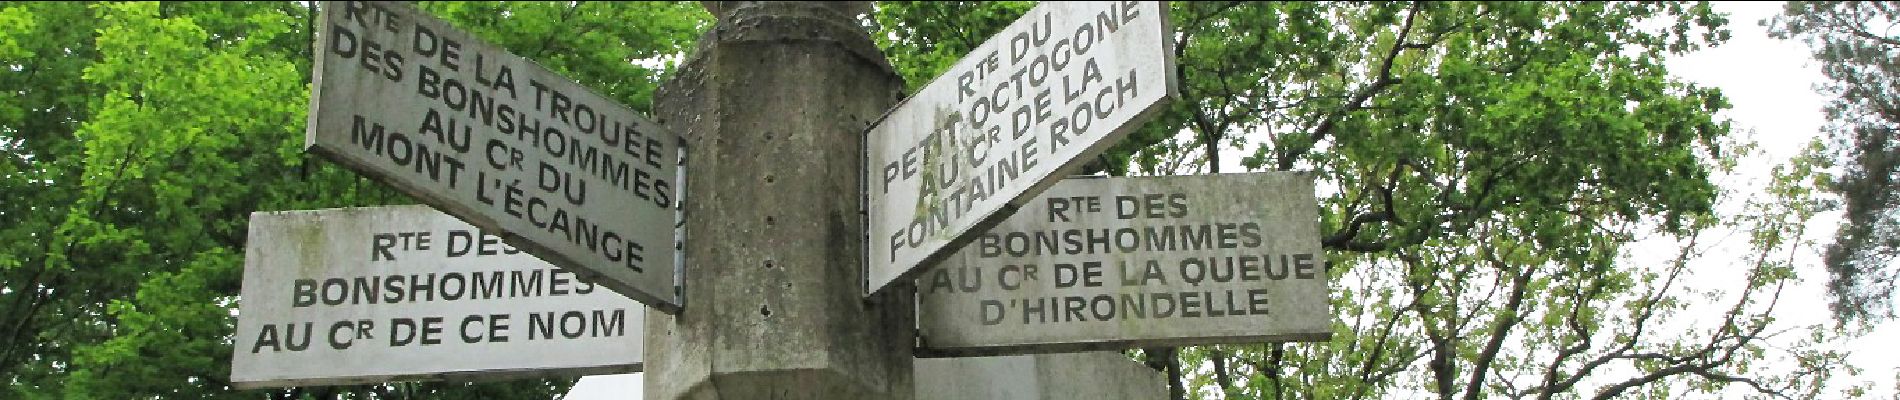 RTE DE LA TROUÉE
DES BONSHOMMES
AU CR DU
MONT L'ÉCANGE
RTE DU
PETIT OCTOGONE
AU CR DE LA
FONTAINE ROCH
RTE DES
BONSHOMMES
AU CR DE CE NOM
RTE DES
BONSHOMMES
AU CR DE LA QUEUE
D'HIRONDELLE